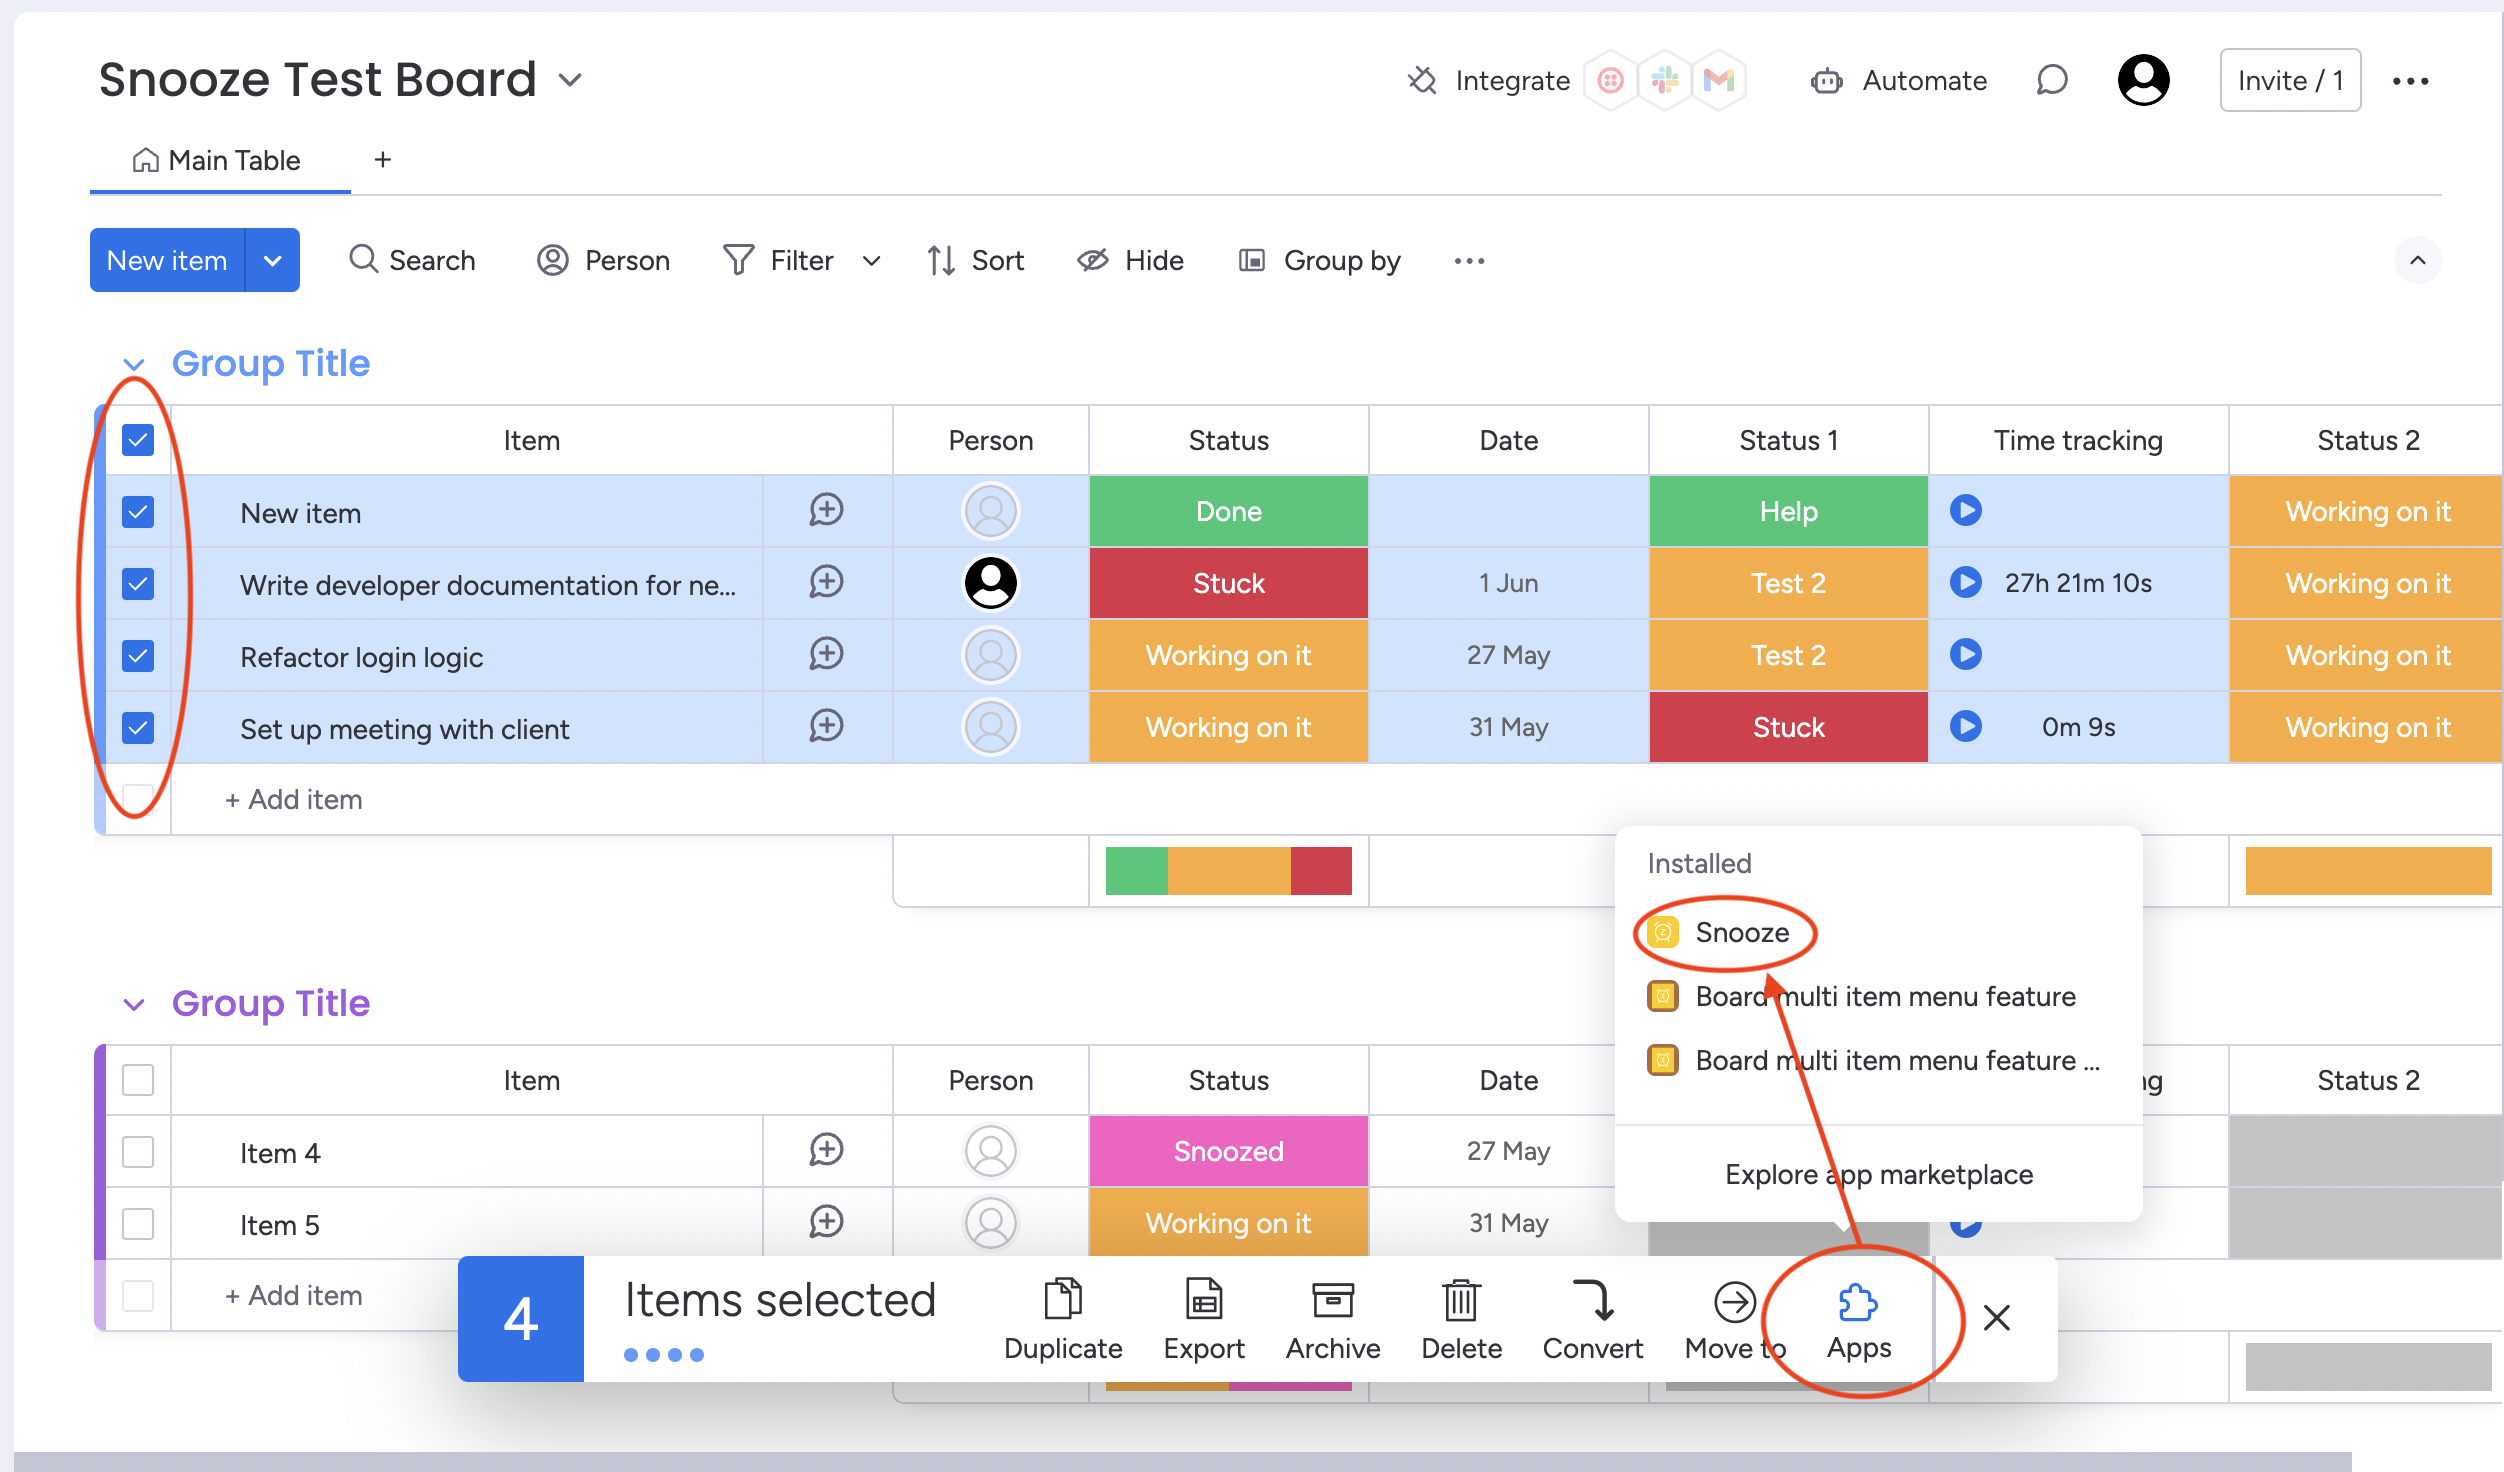 Snooze Test Board
Integrate
Automate
Invite / 1
Main Table
+
New item
Search
Person
Filter
Sort
Hide
Group by
Group Title
Item Person Status Date Status 1 Time tracking Status 2
New item Done Help Working on it
Write developer documentation for ne... Stuck 1 Jun Test 2 27h 21m 10s Working on it
Refactor login logic Working on it 27 May Test 2 Working on it
Set up meeting with client Working on it 31 May Stuck 0m 9s Working on it
+ Add item
Installed
Snooze
Board multi item menu feature
Board multi item menu feature ...
Explore app marketplace
Group Title
Item Person Status Date Status 2
Item 4 Snoozed 27 May
Item 5 Working on it 31 May
+ Add item
4 Items selected
Duplicate Export Archive Delete Convert Move to Apps